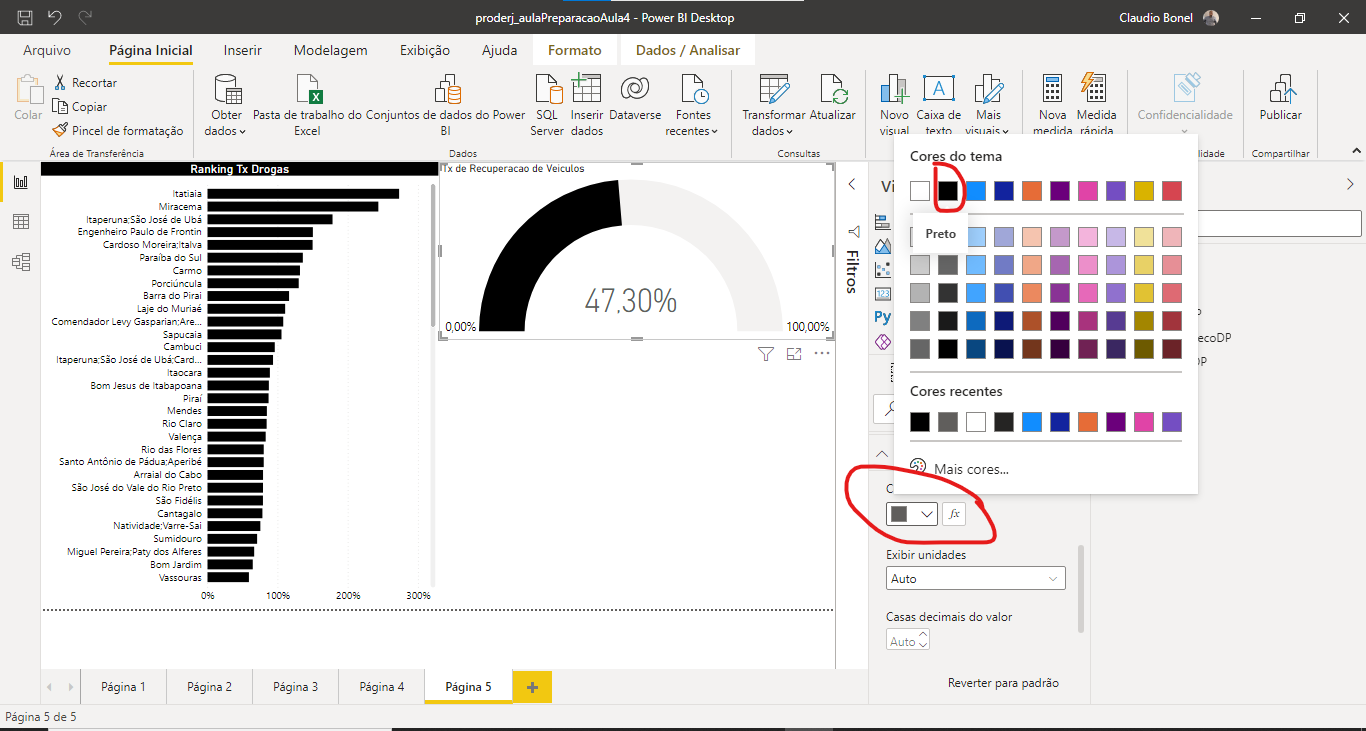 proderj_aulaPreparacaoAula4 - Power BI Desktop
Claudio Bonel
Arquivo
Página Inicial
Inserir
Modelagem
Exibição
Ajuda
Formato
Dados / Analisar
Colar
Recortar
Copiar
Pincel de formatação
Área de Transferência
Obter dados
Pasta de trabalho do Excel
Conjuntos de dados do Power BI
SQL Server
Inserir dados
Dataverse
Fontes recentes
Dados
Transformar dados
Atualizar
Consultas
Novo visual
Caixa de texto
Mais visuais
Nova medida
Medida rápida
Confidencialidade
lidade
Publicar
Compartilhar
Ranking Tx Drogas
Itatiaia
Miracema
Itaperuna;São José de Ubá
Engenheiro Paulo de Frontin
Cardoso Moreira;Italva
Paraíba do Sul
Carmo
Porciúncula
Barra do Piraí
Laje do Muriaé
Comendador Levy Gasparian;Are...
Sapucaia
Cambuci
Itaperuna;São José de Ubá;Card...
Itaocara
Bom Jesus de Itabapoana
Piraí
Mendes
Rio Claro
Valença
Rio das Flores
Santo Antônio de Pádua;Aperibé
Arraial do Cabo
São José do Vale do Rio Preto
São Fidélis
Cantagalo
Natividade;Varre-Sai
Sumidouro
Miguel Pereira;Paty dos Alferes
Bom Jardim
Vassouras
0%
100%
200%
300%
Tx de Recuperacao de Veiculos
47,30%
0,00%
100,00%
Filtros
Vi
Py
Cores do tema
Preto
Cores recentes
Mais cores...
ecoDP
DP
C
fx
Exibir unidades
Auto
Casas decimais do valor
Auto
Reverter para padrão
Página 1
Página 2
Página 3
Página 4
Página 5
Página 5 de 5